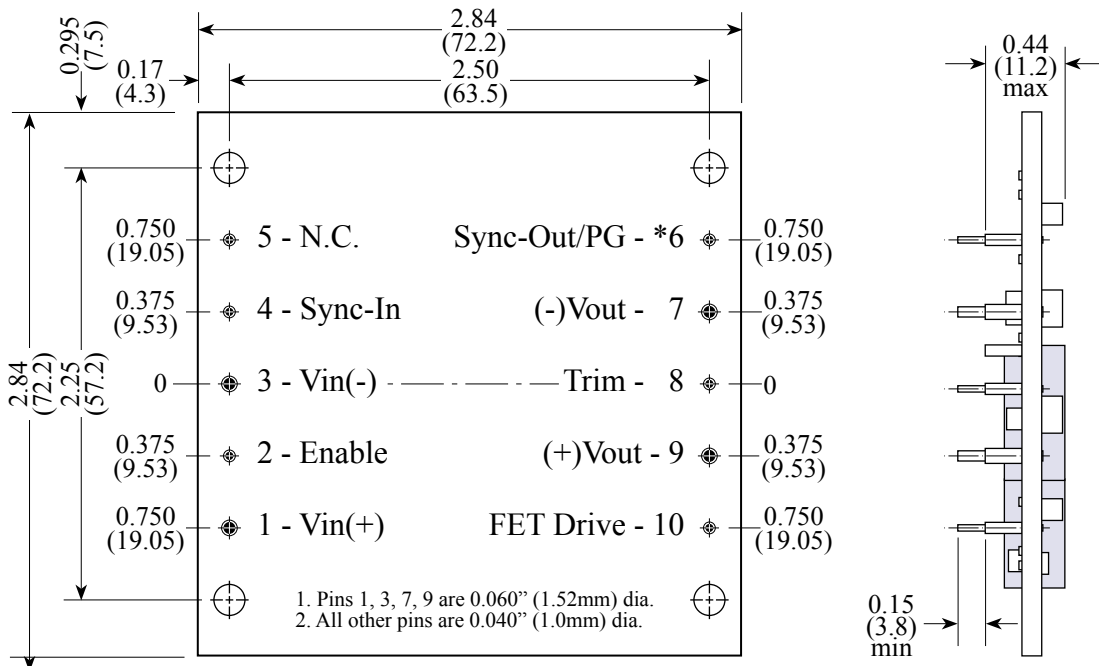 2.84
(72.2)
0.295
(7.5)
0.17
(4.3)
2.50
(63.5)
0.44
(11.2)
max
0.750
(19.05)
5 - N.C.
Sync-Out/PG - *6
0.750
(19.05)
0.375
(9.53)
4 - Sync-In
(-)Vout - 7
0.375
(9.53)
2.84
(72.2)
2.25
(57.2)
0
3 - Vin(-)
Trim - 8
0
0.375
(9.53)
2 - Enable
(+)Vout - 9
0.375
(9.53)
0.750
(19.05)
1 - Vin(+)
FET Drive - 10
0.750
(19.05)
1. Pins 1, 3, 7, 9 are 0.060” (1.52mm) dia.
2. All other pins are 0.040” (1.0mm) dia.
0.15
(3.8)
min